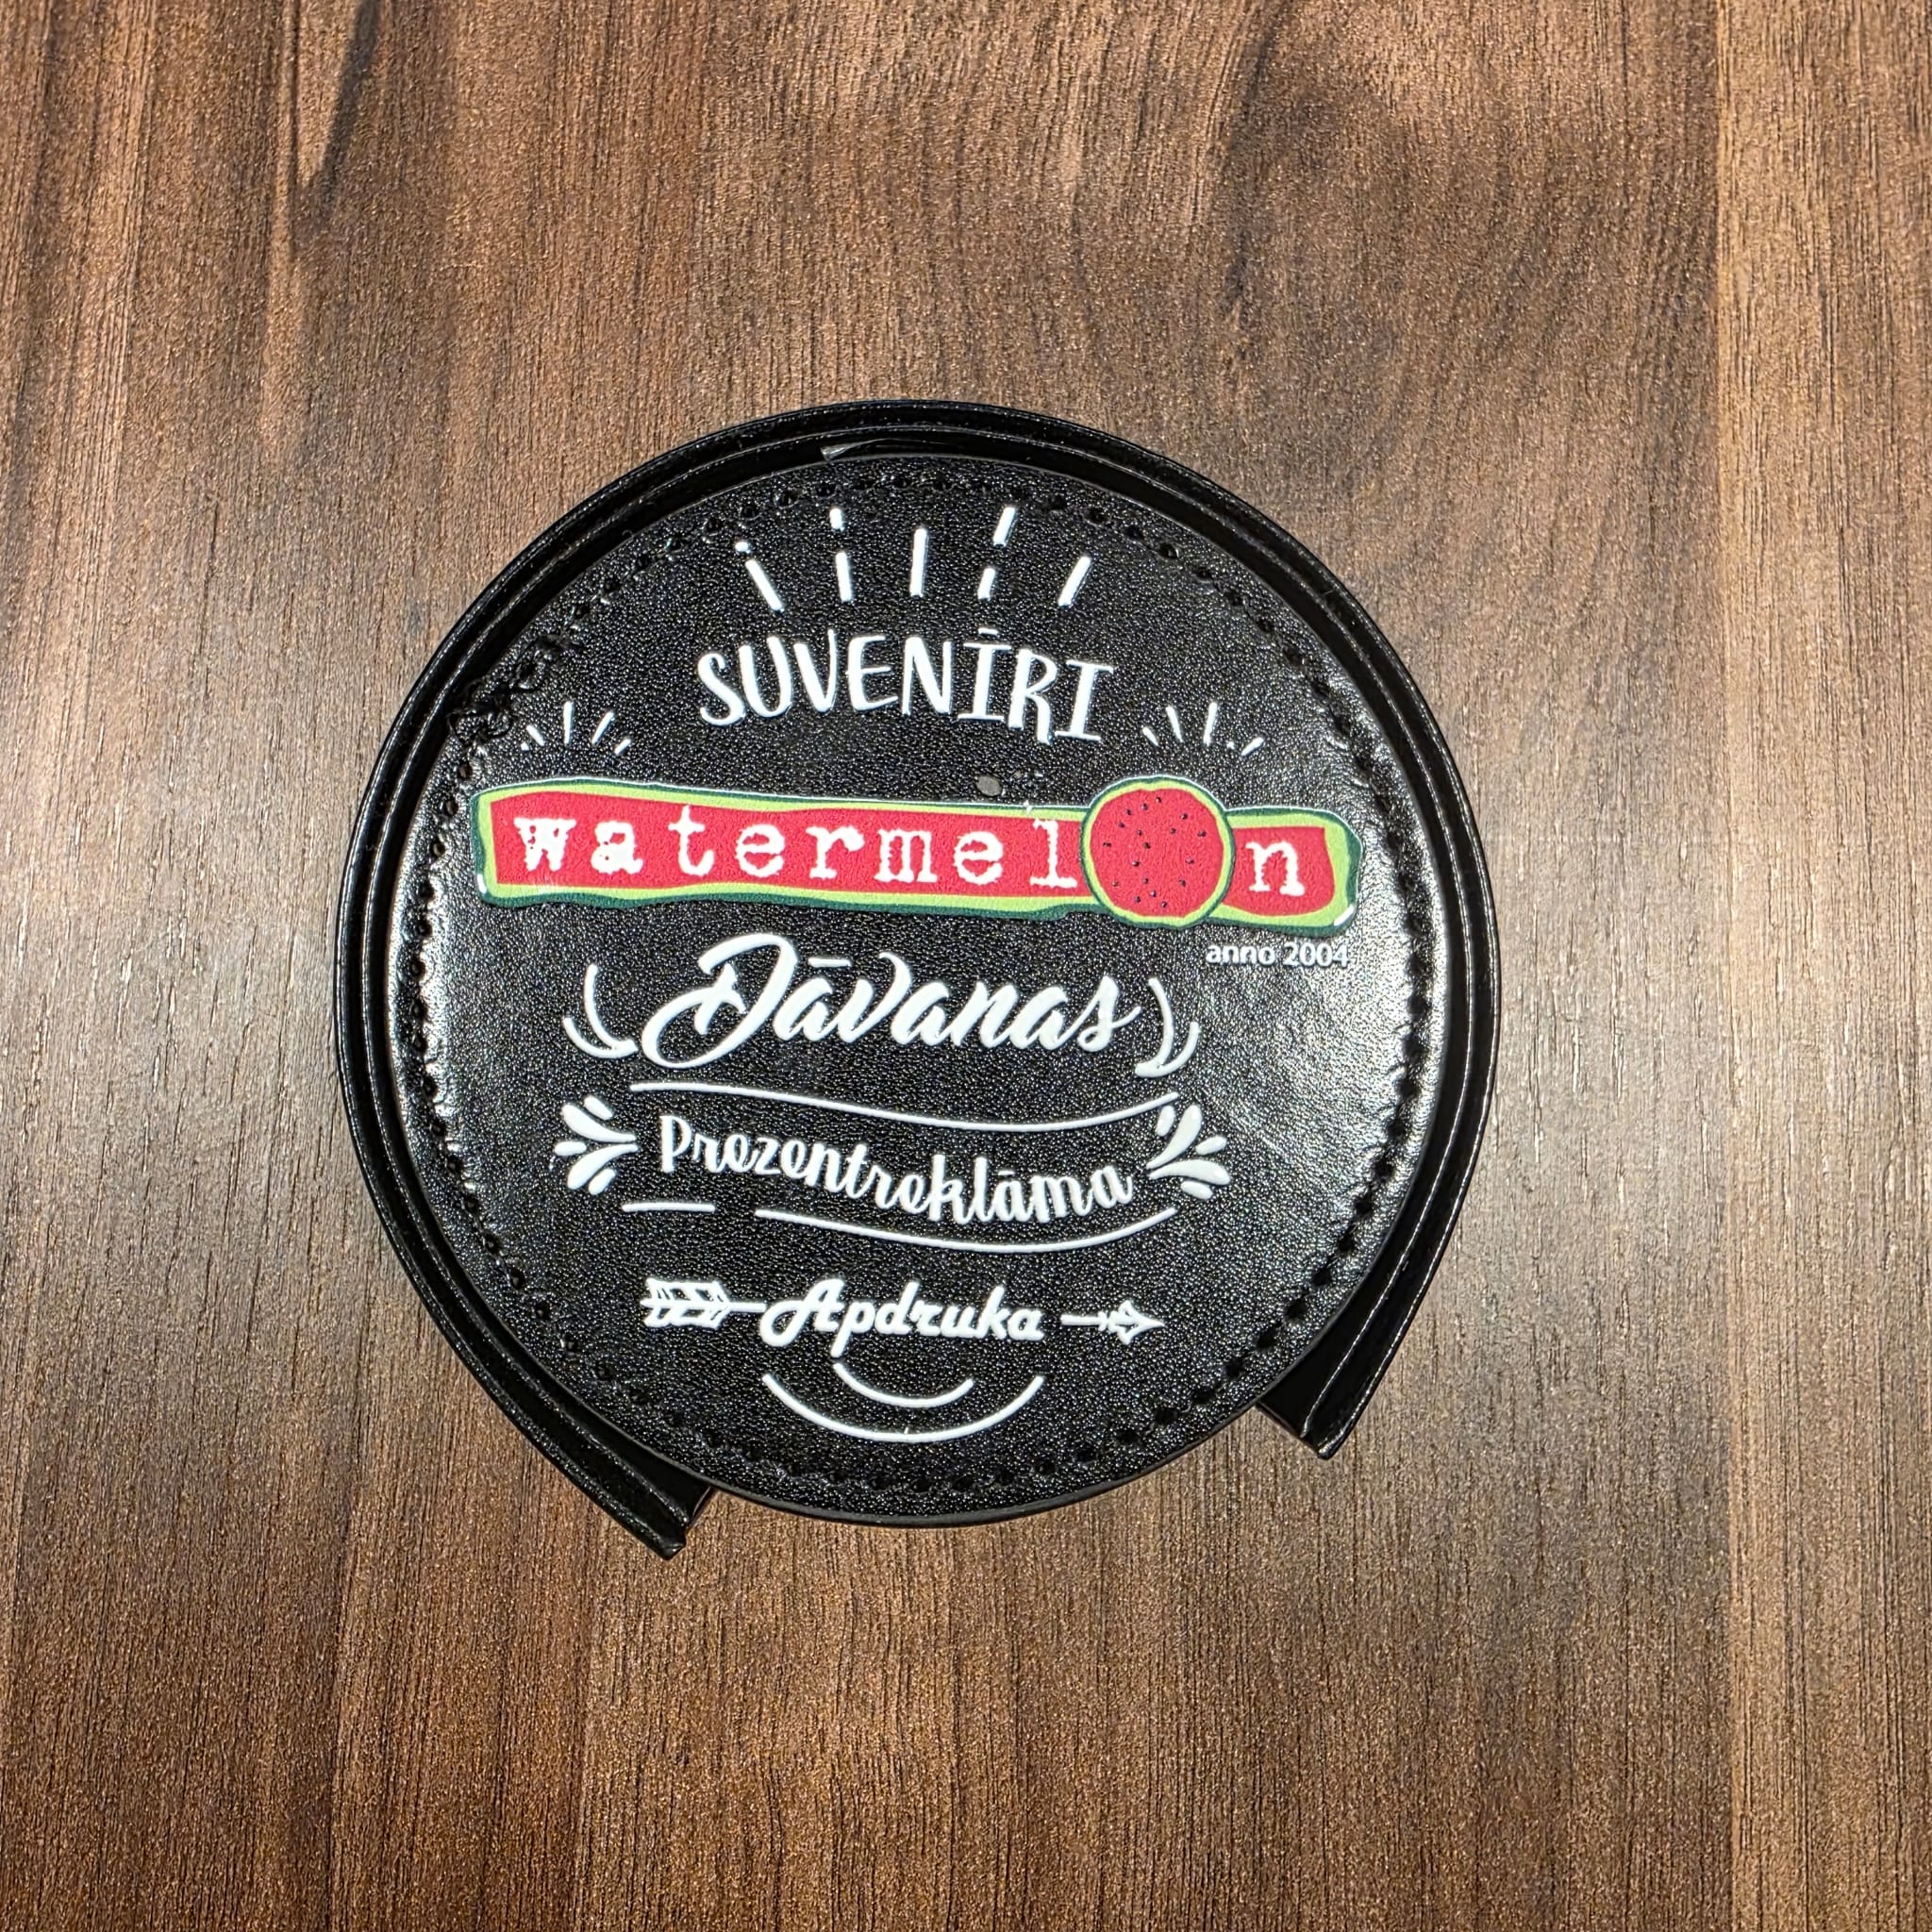 SUVENĪRI
watermelon
anno 2004
Dāvanas
Prezentreklāma
Apdruka